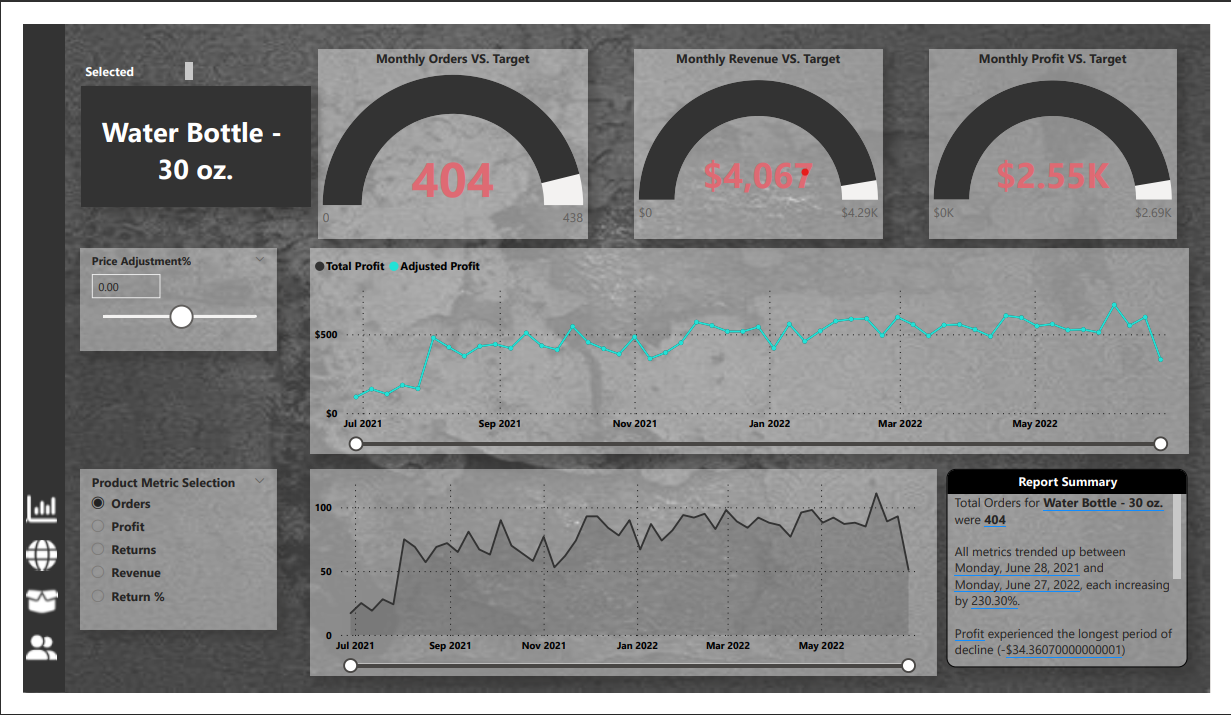 Selected
Water Bottle -
30 oz.
Monthly Orders VS. Target
404
0
438
Monthly Revenue VS. Target
$4,067
$0
$4.29K
Monthly Profit VS. Target
$2.55K
$0K
$2.69K
Price Adjustment%
0.00
Total Profit
Adjusted Profit
$500
$0
Jul 2021
Sep 2021
Nov 2021
Jan 2022
Mar 2022
May 2022
Product Metric Selection
Orders
Profit
Returns
Revenue
Return %
100
50
0
Jul 2021
Sep 2021
Nov 2021
Jan 2022
Mar 2022
May 2022
Report Summary
Total Orders for Water Bottle - 30 oz.
were 404
All metrics trended up between
Monday, June 28, 2021 and
Monday, June 27, 2022, each increasing
by 230.30%.
Profit experienced the longest period of
decline (-$34.36070000000001)